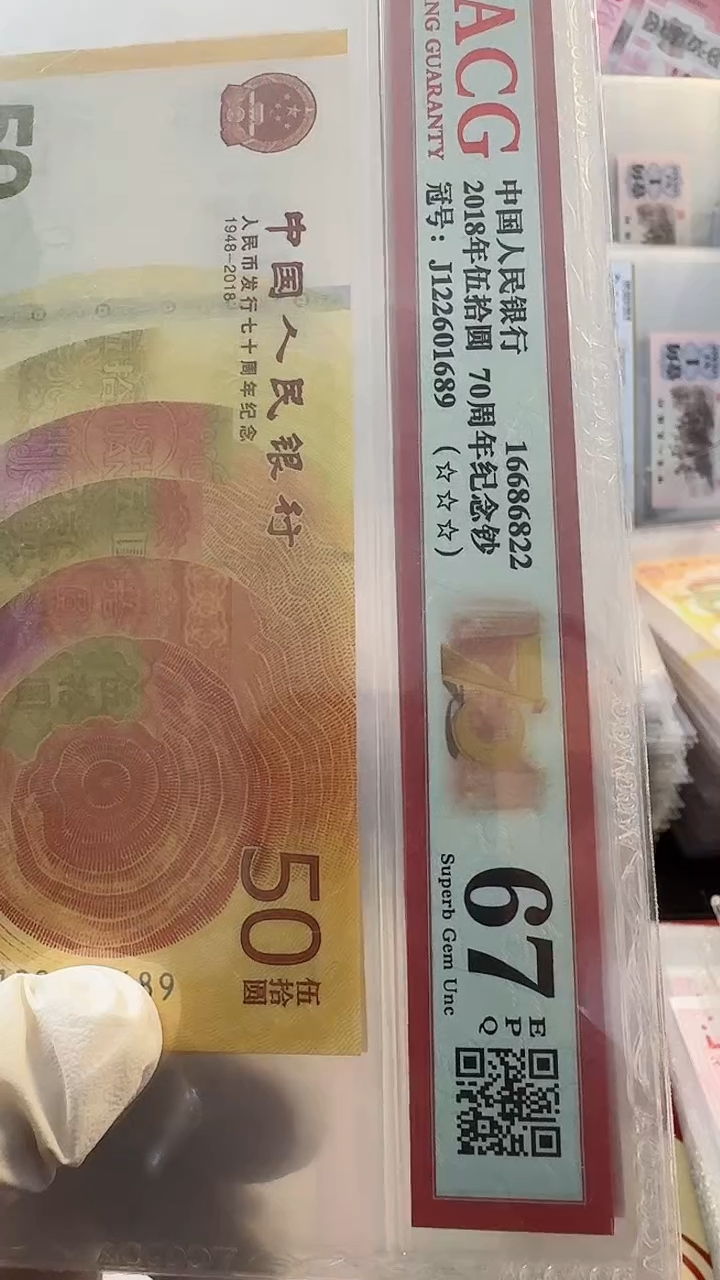 ACG
NG GUARANTY
中国人民银行 16686822
2018年伍拾圆 70周年纪念钞
冠号：J122601689 (☆☆☆)
67
EPQ
Superb Gem Unc
50
中国人民银行
人民币发行七十周年纪念
1948-2018
50
伍拾圆
689